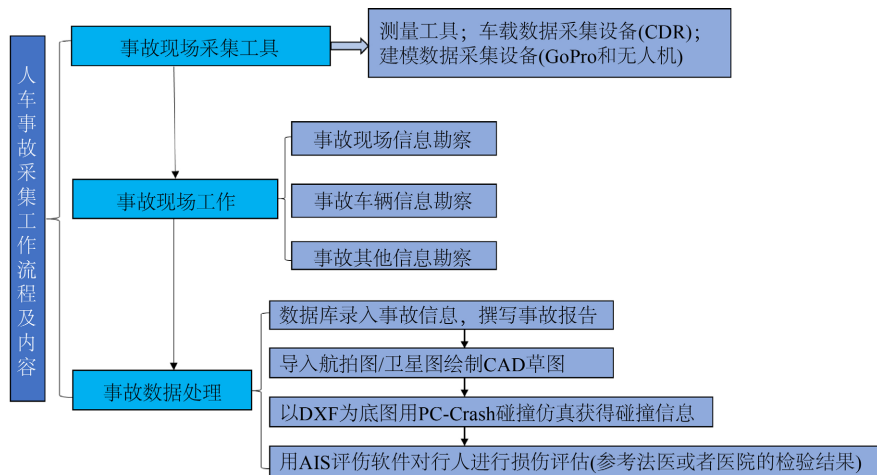 人车事故采集工作流程及内容
事故现场采集工具
测量工具；车载数据采集设备(CDR)；
建模数据采集设备(GoPro和无人机)
事故现场工作
事故现场信息勘察
事故车辆信息勘察
事故其他信息勘察
事故数据处理
数据库录入事故信息，撰写事故报告
导入航拍图/卫星图绘制CAD草图
以DXF为底图用PC-Crash碰撞仿真获得碰撞信息
用AIS评伤软件对行人进行损伤评估(参考法医或者医院的检验结果)